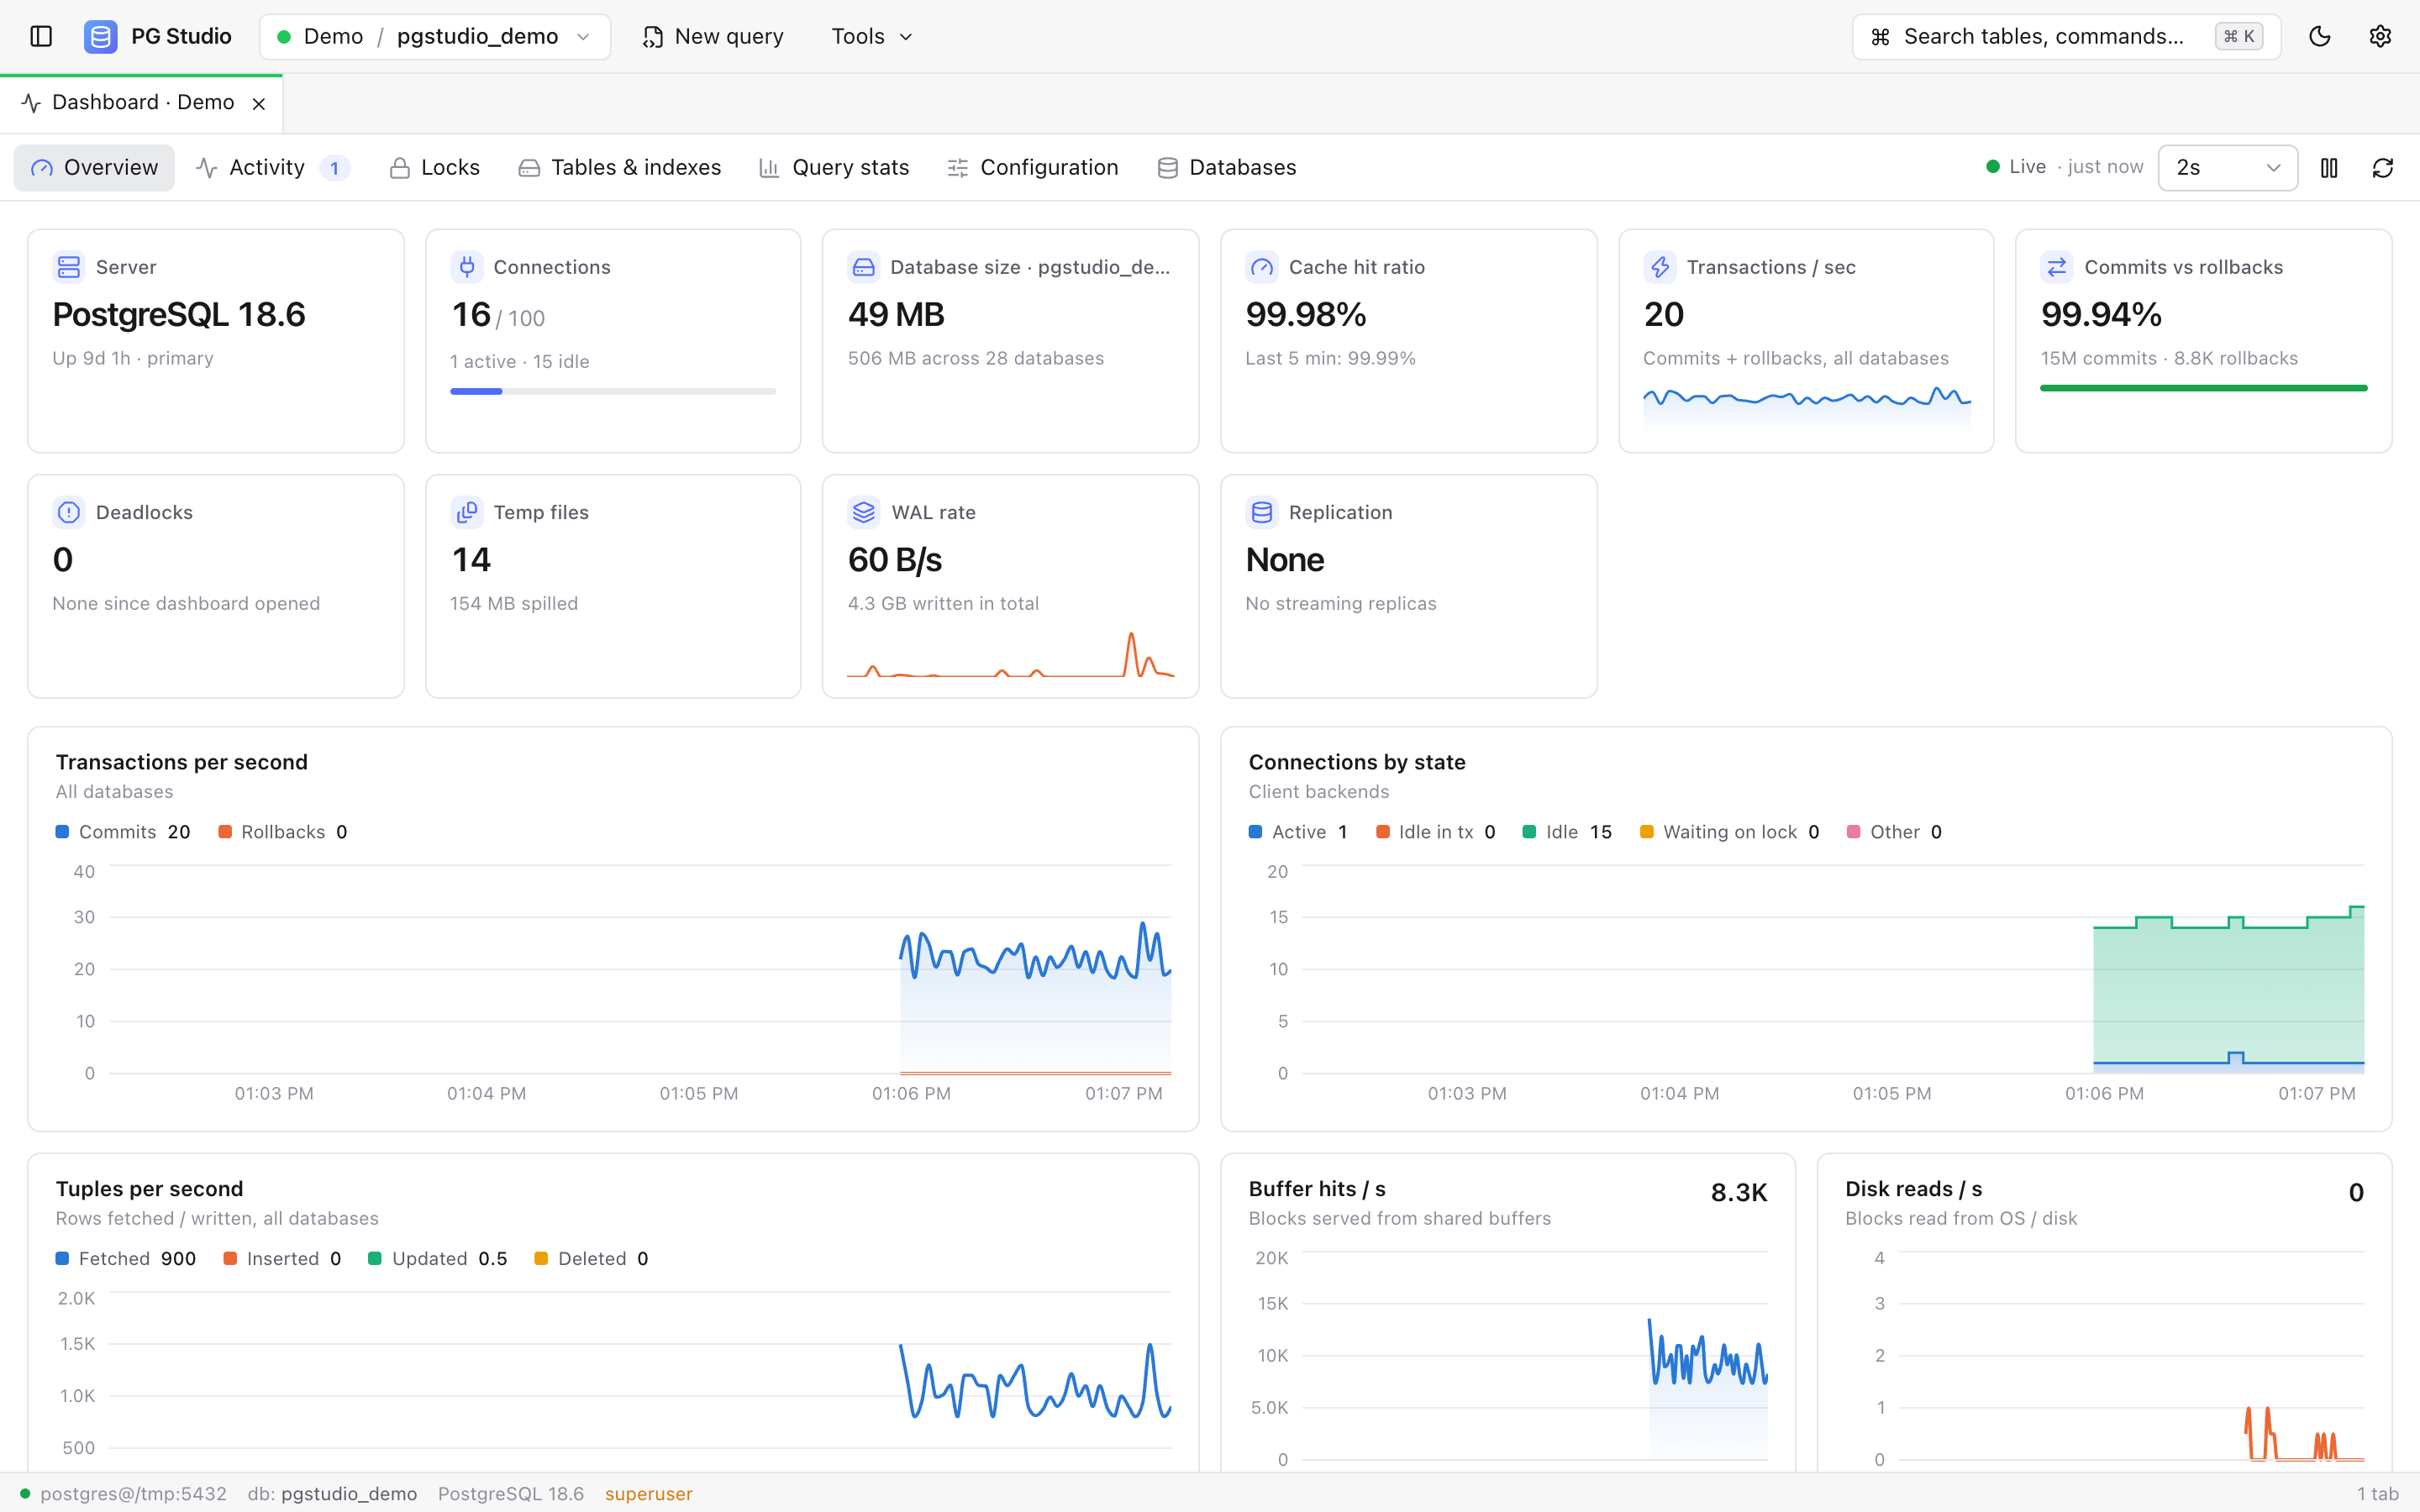 PG Studio
Demo / pgstudio_demo
New query
Tools
Search tables, commands...
⌘ K
Dashboard · Demo
Overview
Activity 1
Locks
Tables & indexes
Query stats
Configuration
Databases
Live · just now
2s
Server
PostgreSQL 18.6
Up 9d 1h · primary
Connections
16 / 100
1 active · 15 idle
Database size · pgstudio_de...
49 MB
506 MB across 28 databases
Cache hit ratio
99.98%
Last 5 min: 99.99%
Transactions / sec
20
Commits + rollbacks, all databases
Commits vs rollbacks
99.94%
15M commits · 8.8K rollbacks
Deadlocks
0
None since dashboard opened
Temp files
14
154 MB spilled
WAL rate
60 B/s
4.3 GB written in total
Replication
None
No streaming replicas
Transactions per second
All databases
Commits 20 Rollbacks 0
40
30
20
10
0
01:03 PM 01:04 PM 01:05 PM 01:06 PM 01:07 PM
Connections by state
Client backends
Active 1 Idle in tx 0 Idle 15 Waiting on lock 0 Other 0
20
15
10
5
0
01:03 PM 01:04 PM 01:05 PM 01:06 PM 01:07 PM
Tuples per second
Rows fetched / written, all databases
Fetched 900 Inserted 0 Updated 0.5 Deleted 0
2.0K
1.5K
1.0K
500
Buffer hits / s
8.3K
Blocks served from shared buffers
20K
15K
10K
5.0K
0
Disk reads / s
0
Blocks read from OS / disk
4
3
2
1
0
postgres@/tmp:5432 db: pgstudio_demo PostgreSQL 18.6 superuser
1 tab